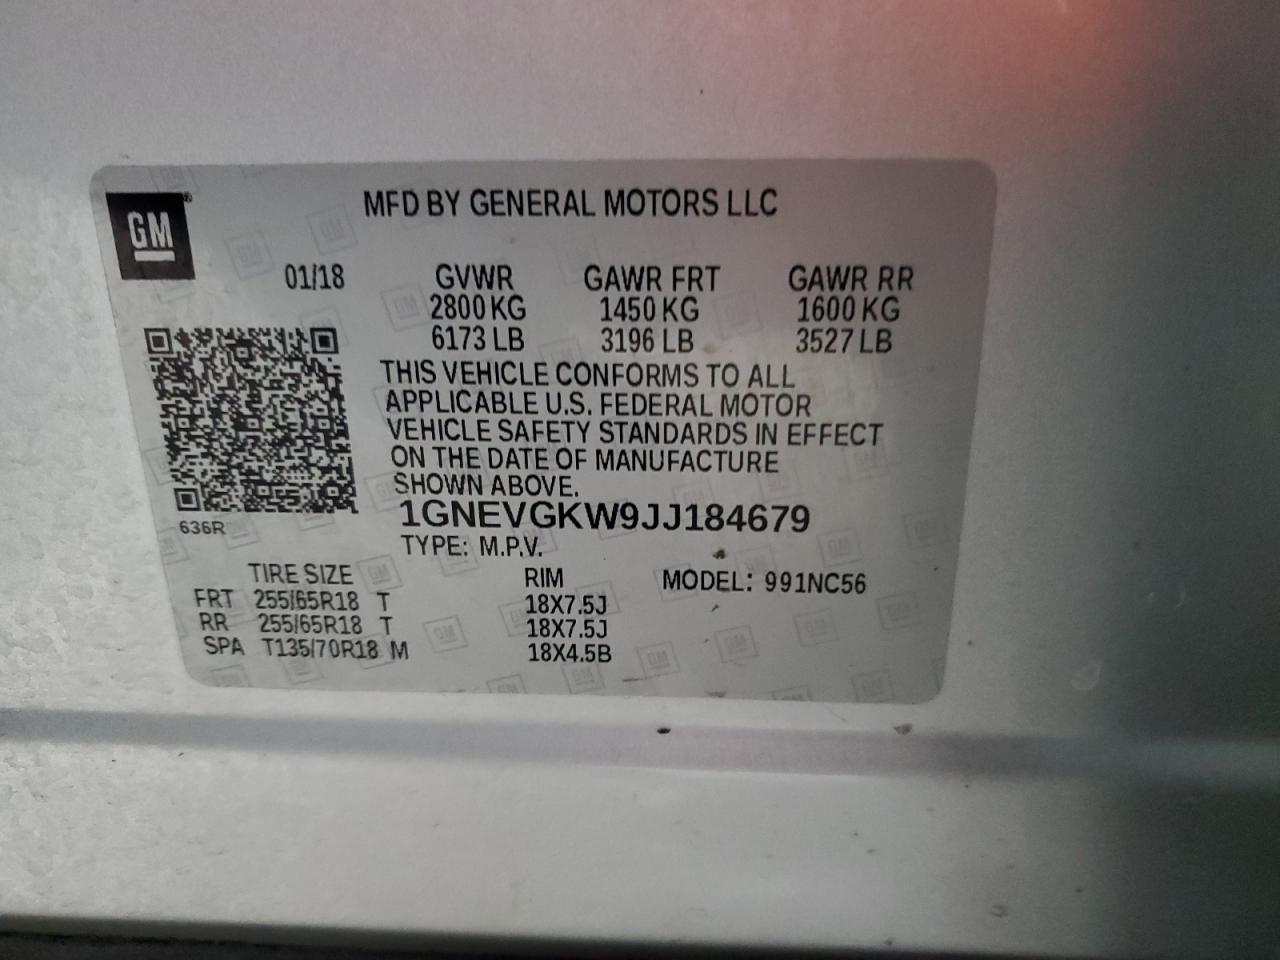 GM
MFD BY GENERAL MOTORS LLC
01/18 GVWR GAWR FRT GAWR RR
2800 KG 1450 KG 1600 KG
6173 LB 3196 LB 3527 LB
THIS VEHICLE CONFORMS TO ALL
APPLICABLE U.S. FEDERAL MOTOR
VEHICLE SAFETY STANDARDS IN EFFECT
ON THE DATE OF MANUFACTURE
SHOWN ABOVE.
636R
1GNEVGKW9JJ184679
TYPE: M.P.V.
TIRE SIZE RIM MODEL: 991NC56
FRT 255/65R18 T 18X7.5J
RR 255/65R18 T 18X7.5J
SPA T135/70R18 M 18X4.5B